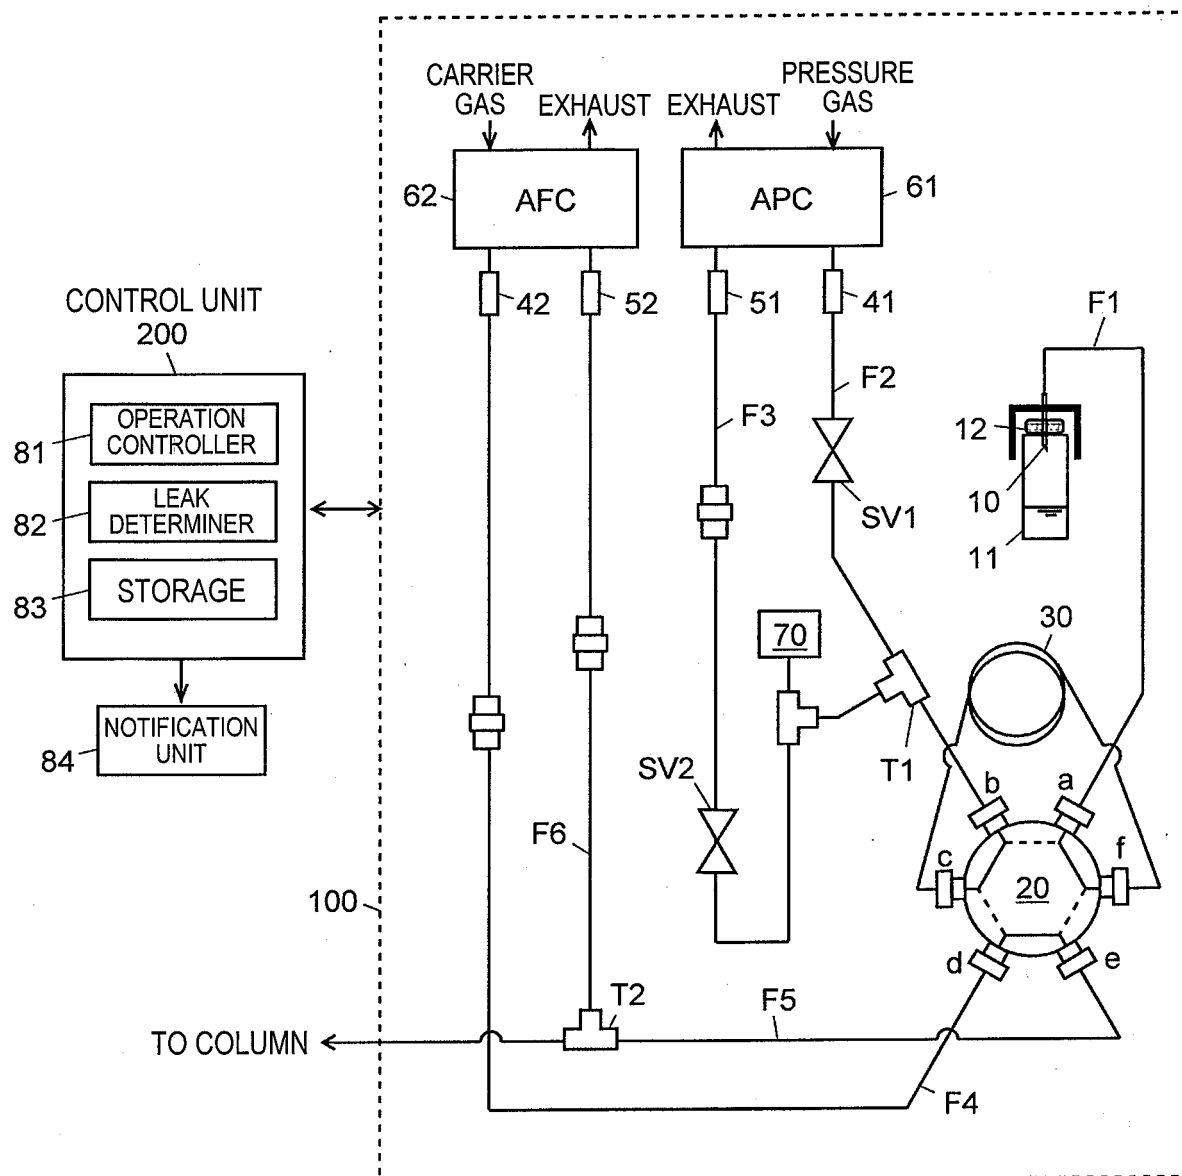 CARRIER
GAS
EXHAUST
EXHAUST
PRESSURE
GAS
62
AFC
APC
61
42
52
51
41
CONTROL UNIT
200
F1
F2
F3
12
OPERATION
CONTROLLER
81
SV1
10
LEAK
DETERMINER
82
11
STORAGE
83
70
30
NOTIFICATION
UNIT
84
T1
SV2
b
a
F6
c
f
20
100
d
e
T2
F5
TO COLUMN
F4